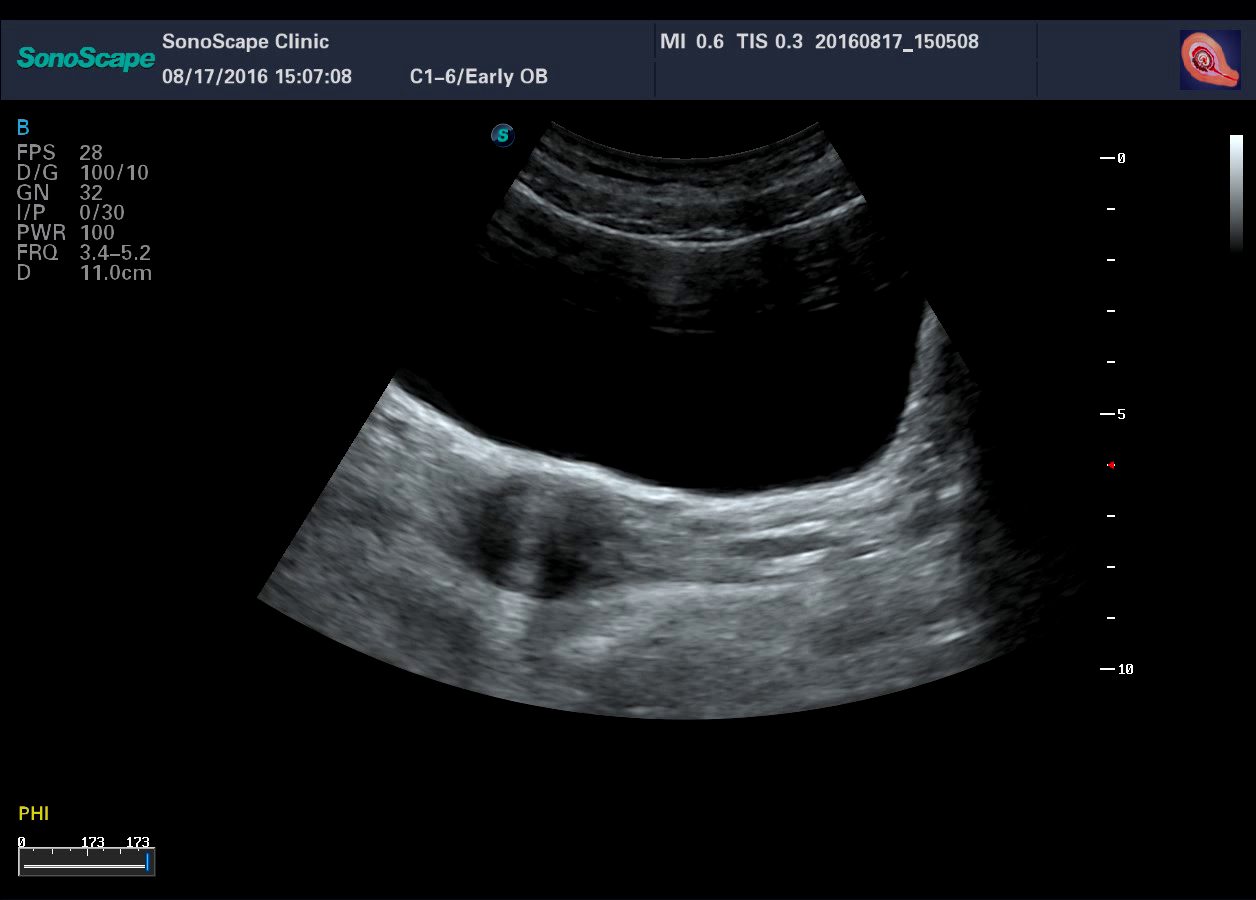 SonoScape
SonoScape Clinic
MI 0.6 TIS 0.3 20160817_150508
08/17/2016 15:07:08 C1-6/Early OB
B
S
FPS 28
D/G 100/10
GN 32
I/P 0/30
PWR 100
FRQ 3.4-5.2
D 11.0cm
0
5
10
PHI
0 173 173